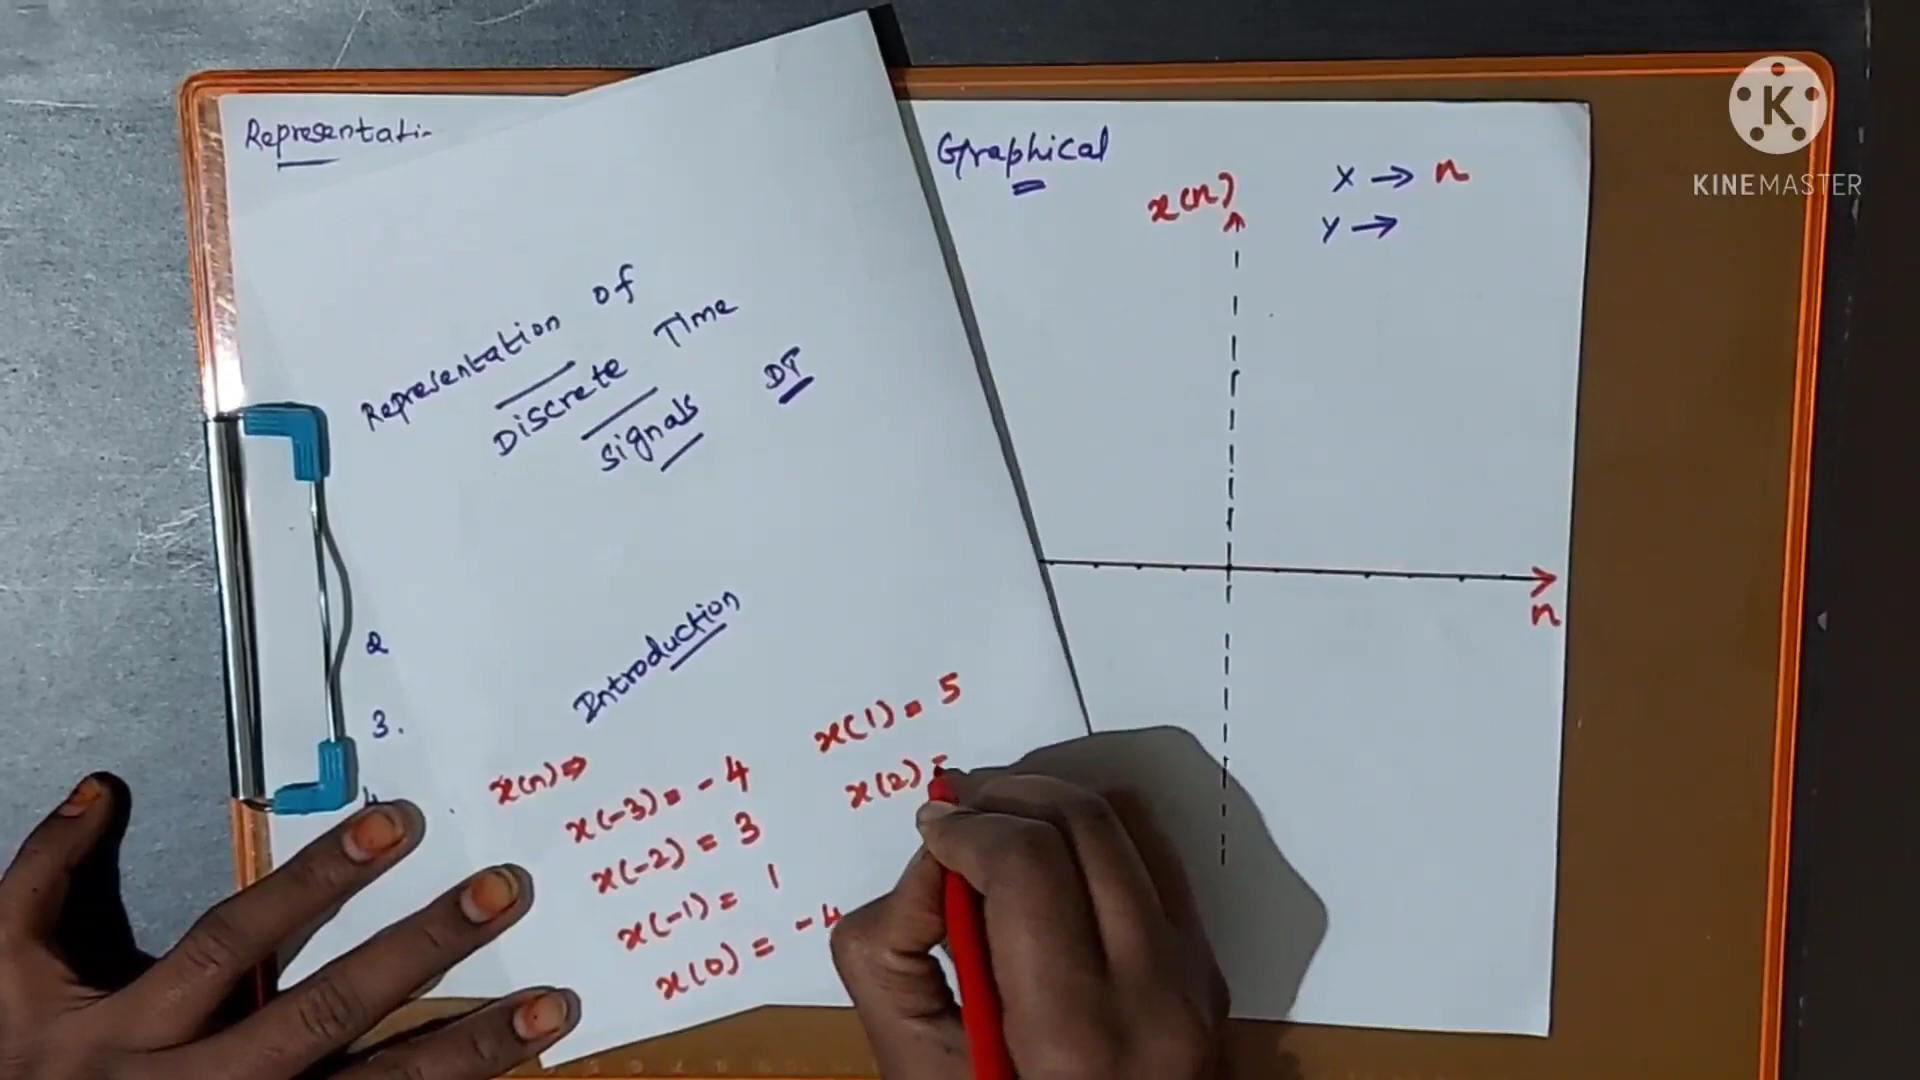 Representati
Representation of
Discrete Time
Signals DT
2
3.
Introduction
x(n) ⇒
x(-3) = -4
x(-2) = 3
x(-1) = 1
x(0) = -4
x(1) = 5
x(2) =
Graphical
x(n)
X → n
Y →
n
K
KINEMASTER